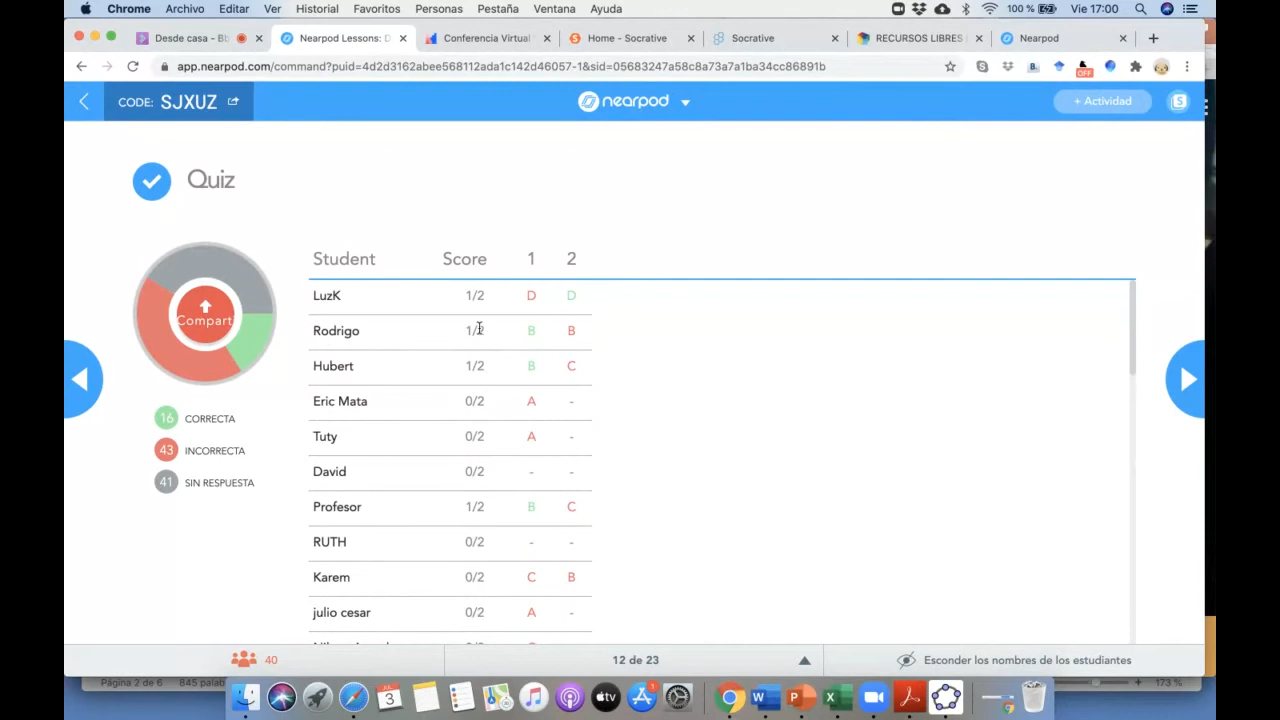 Chrome Archivo Editar Ver Historial Favoritos Personas Pestaña Ventana Ayuda 100 % Vie 17:00
Desde casa - Bb Nearpod Lessons: D Conferencia Virtual Home - Socrative Socrative RECURSOS LIBRES Nearpod
app.nearpod.com/command?puid=4d2d3162abee568112ada1c142d46057-1&sid=05683247a58c8a73a7a1ba34cc86891b
CODE: SJXUZ nearpod + Actividad S
Quiz
Student Score 1 2
LuzK 1/2 D D
Rodrigo 1/2 B B
Compart
Hubert 1/2 B C
Eric Mata 0/2 A -
16 CORRECTA
Tuty 0/2 A -
43 INCORRECTA
David 0/2 - -
41 SIN RESPUESTA
Profesor 1/2 B C
RUTH 0/2 - -
Karem 0/2 C B
julio cesar 0/2 A -
40 12 de 23 Esconder los nombres de los estudiantes
Página 2 de 6 845 palab 173 %